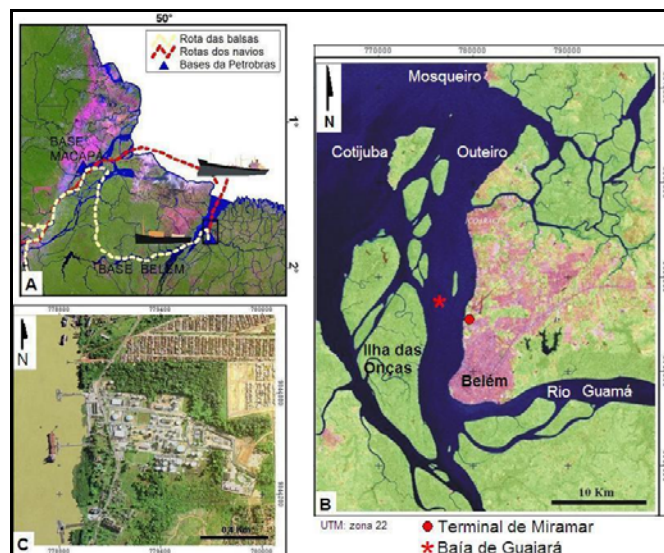 50°
Rota das balsas
Rotas dos navios
Bases da Petrobras
BASE
MACAPÁ
1°
BASE BELÉM
2°
A
N
C
770000
780000
790000
N
Mosqueiro
Cotijuba
Outeiro
Ilha das
Onças
Belém
Rio Guamá
10 Km
B
UTM: zona 22
Terminal de Miramar
Baía de Guajará